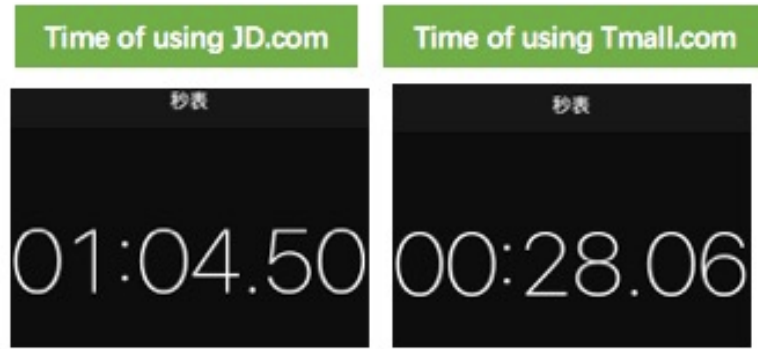 Time of using JD.com
Time of using Tmall.com
秒表
秒表
01:04.50
00:28.06